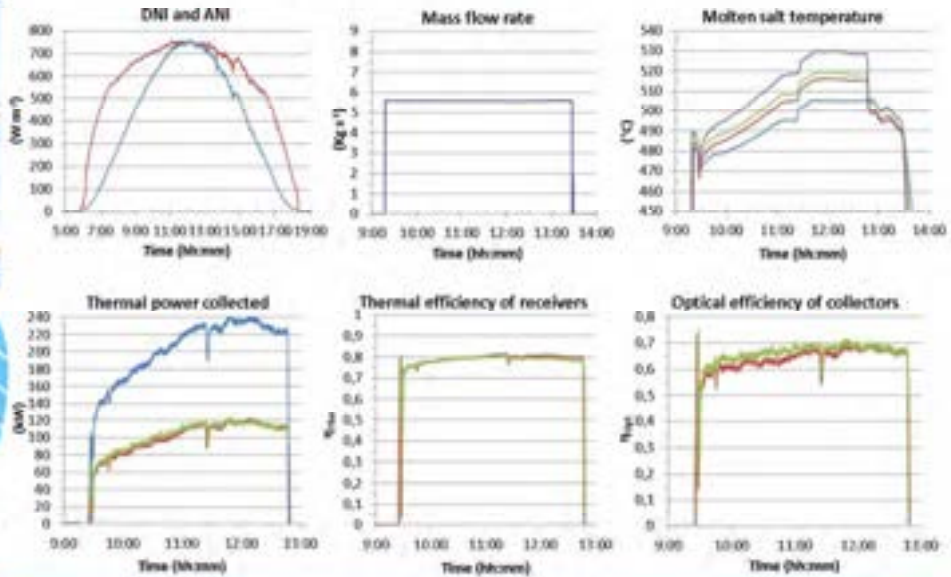 DNI and ANI
800
700
600
500
400
300
200
100
0
(W m⁻²)
5:00 7:00 9:00 11:00 13:00 15:00 17:00 19:00
Time (hh:mm)
Mass flow rate
9
8
7
6
5
4
3
2
1
0
(Kg s⁻¹)
9:00 10:00 11:00 12:00 13:00 14:00
Time (hh:mm)
Molten salt temperature
540
530
520
510
500
490
480
470
460
450
(°C)
9:00 10:00 11:00 12:00 13:00 14:00
Time (hh:mm)
Thermal power collected
240
220
200
180
160
140
120
100
80
60
40
20
0
(kW)
9:00 10:00 11:00 12:00 13:00
Time (hh:mm)
Thermal efficiency of receivers
1
0,9
0,8
0,7
0,6
0,5
0,4
0,3
0,2
0,1
0
9:00 10:00 11:00 12:00 13:00
Time (hh:mm)
Optical efficiency of collectors
0,8
0,7
0,6
0,5
0,4
0,3
0,2
0,1
0
9:00 10:00 11:00 12:00 13:00
Time (hh:mm)